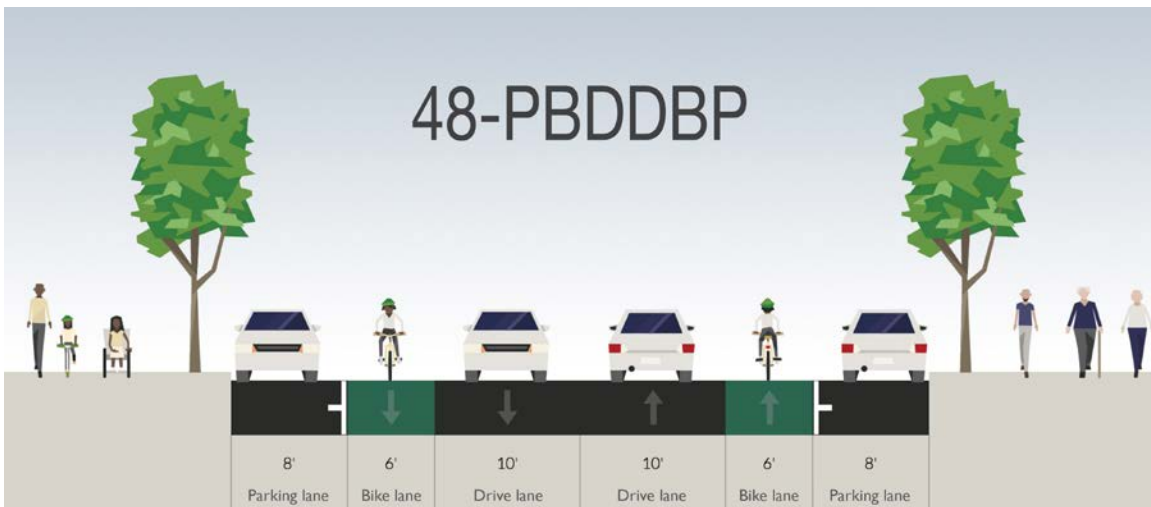 48-PBDDBP
8' 6' 10' 10' 6' 8'
Parking lane Bike lane Drive lane Drive lane Bike lane Parking lane